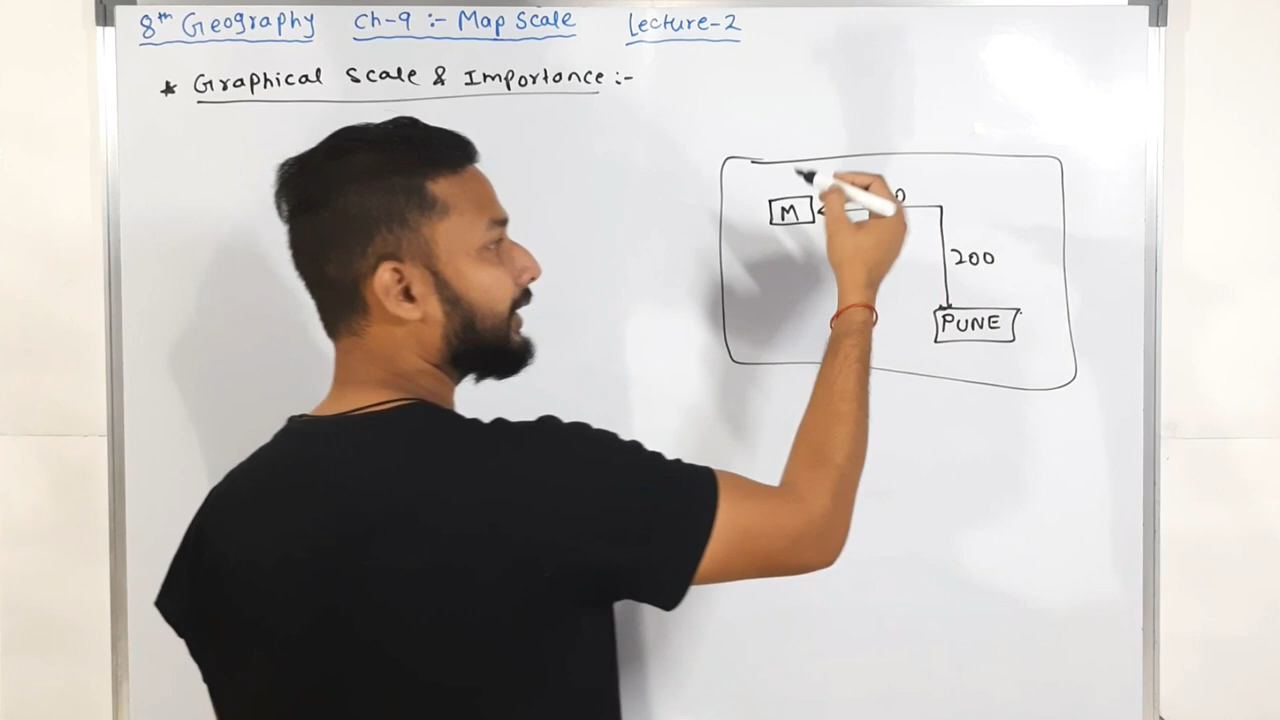 8th Geography Ch-9 :- Map Scale Lecture-2
* Graphical Scale & Importance :-
M
200
PUNE